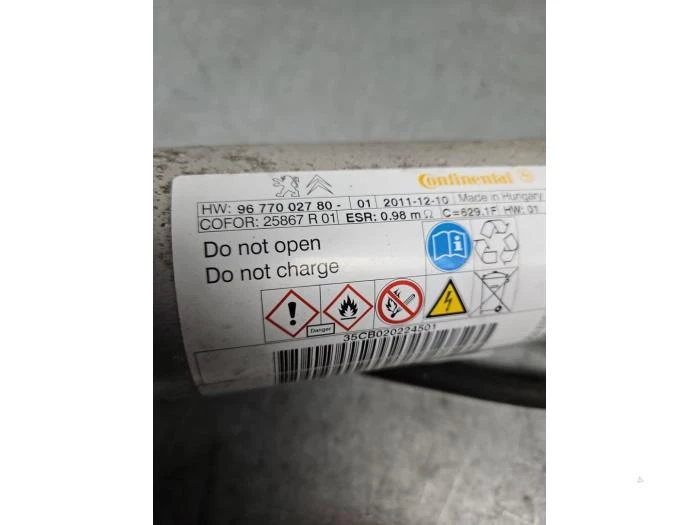 Continental
HW: 96 770 027 80 - 01 2011-12-10 Made in Hungary
COFOR: 25867 R 01 ESR: 0.98 mΩ C=629.1F HW: 01
Do not open
Do not charge
Danger
35CB020224501